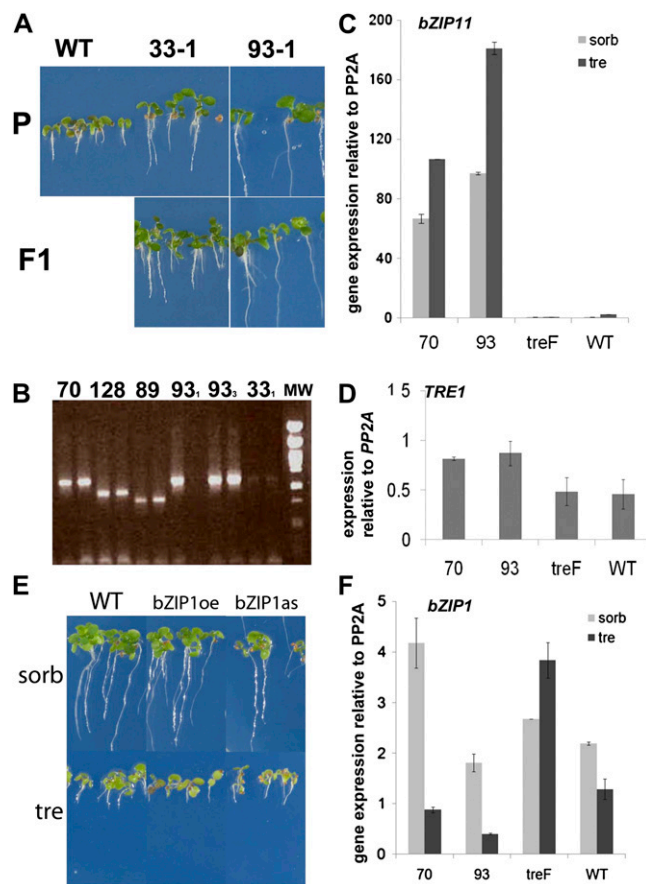 A
WT 33-1 93-1
P
F1
C
bZIP11
gene expression relative to PP2A
200
160
120
80
40
0
sorb
tre
70 93 treF WT
B
70 128 89 93₁ 93₃ 33₁ MW
D
TRE1
expression
relative to PP2A
1 5
1
0.5
0
70 93 treF WT
E
WT bZIP1oe bZIP1as
sorb
tre
F
bZIP1
gene expression relative to PP2A
5
4
3
2
1
0
sorb
tre
70 93 treF WT